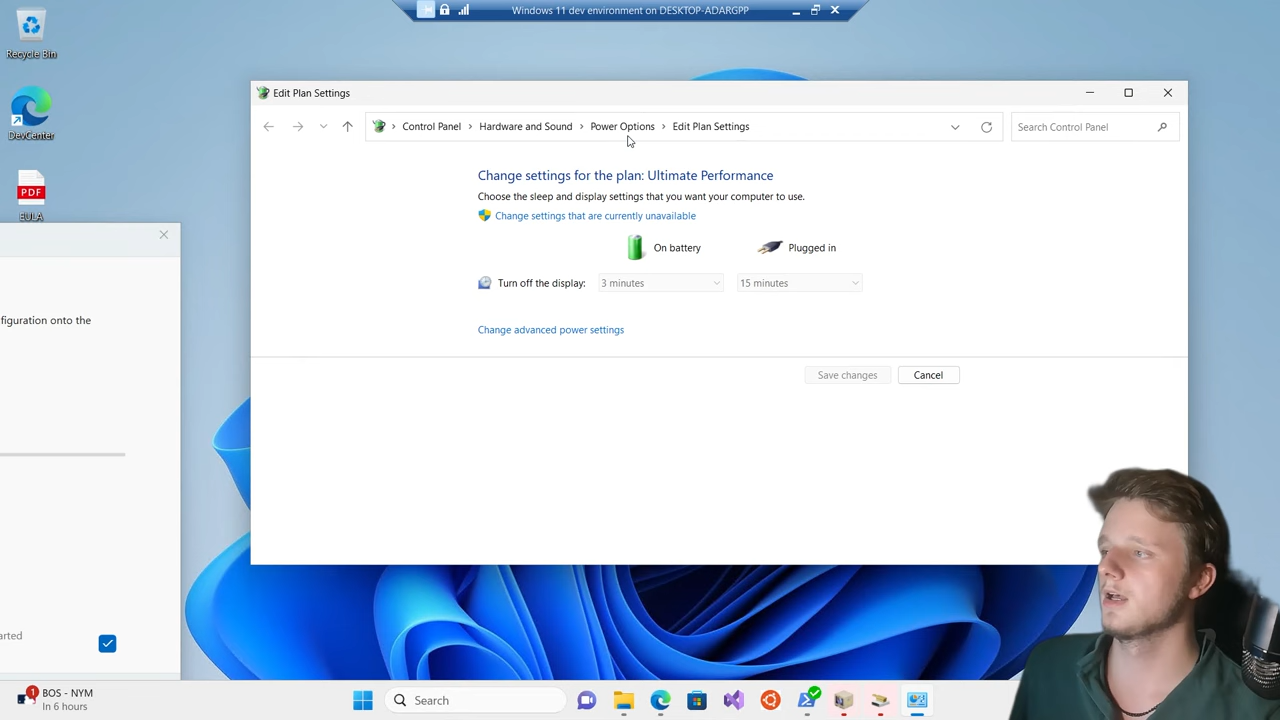 Windows 11 dev environment on DESKTOP-ADARGPP
Recycle Bin
DevCenter
PDF
EULA
Edit Plan Settings
Control Panel > Hardware and Sound > Power Options > Edit Plan Settings
Search Control Panel
Change settings for the plan: Ultimate Performance
Choose the sleep and display settings that you want your computer to use.
Change settings that are currently unavailable
On battery
Plugged in
Turn off the display: 3 minutes 15 minutes
Change advanced power settings
Save changes
Cancel
figuration onto the
arted
1
BOS - NYM
In 6 hours
Search